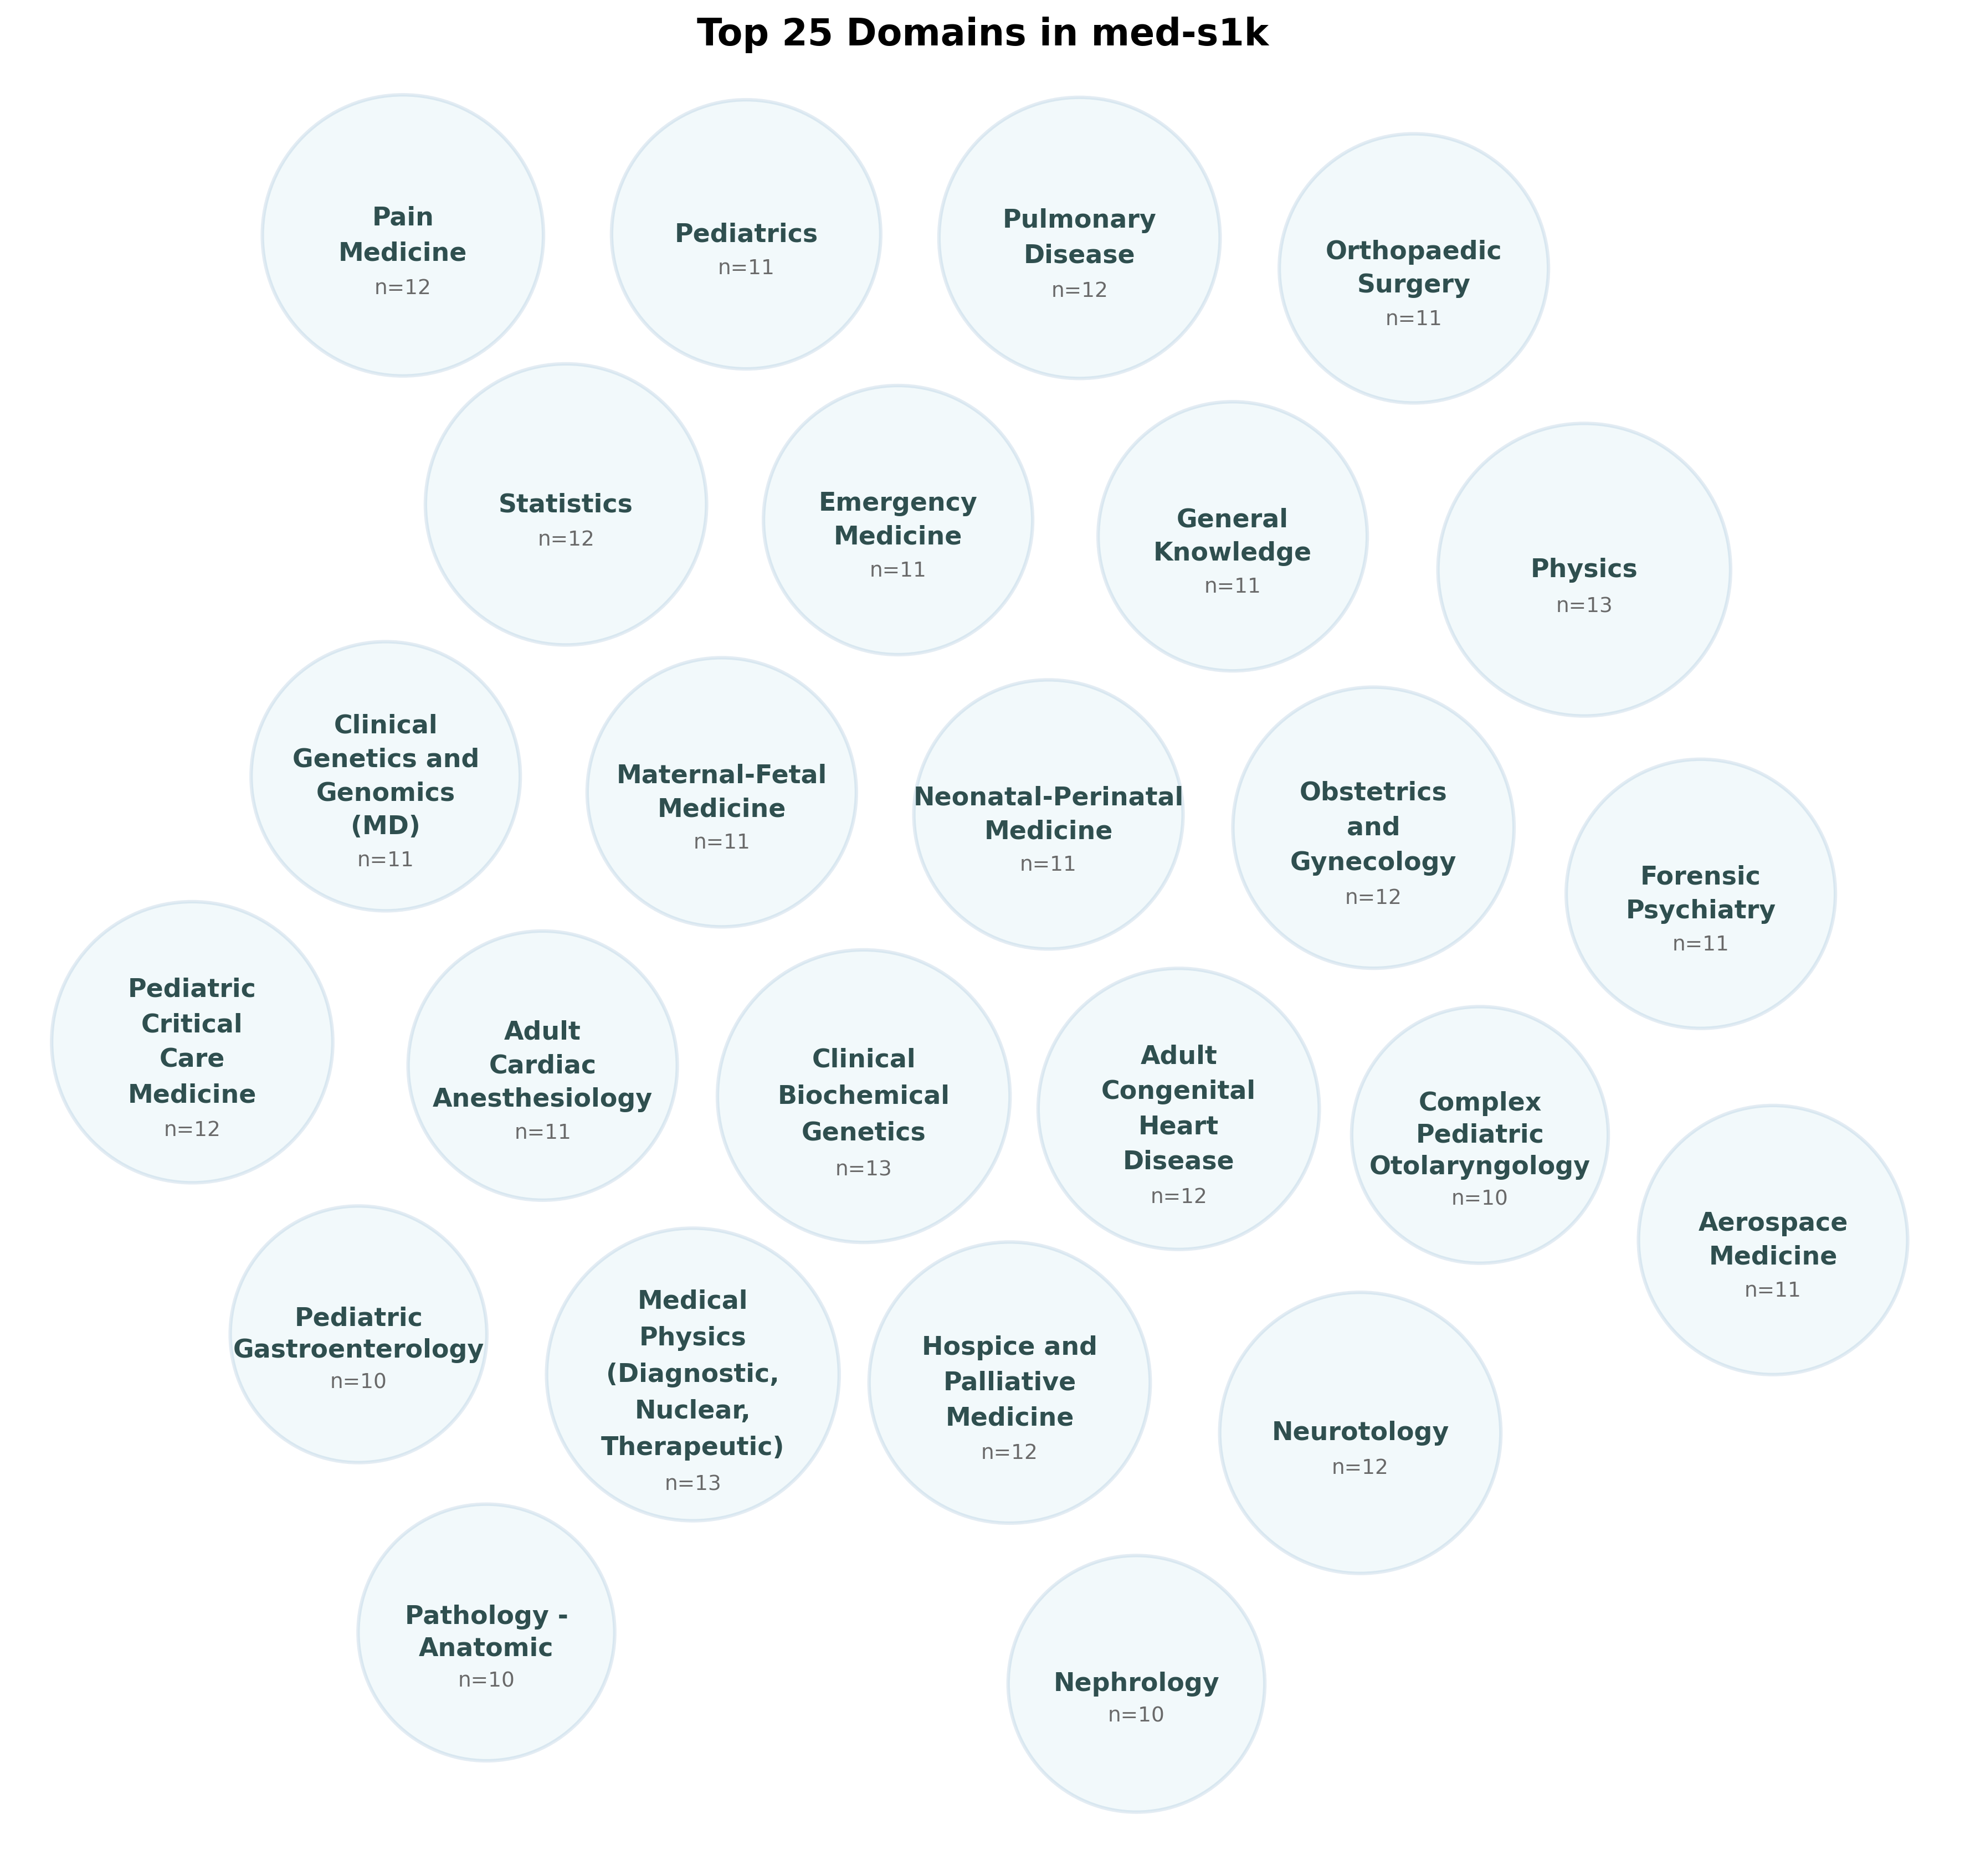 Top 25 Domains in med-s1k
Pain
Medicine
n=12
Pediatrics
n=11
Pulmonary
Disease
n=12
Orthopaedic
Surgery
n=11
Statistics
n=12
Emergency
Medicine
n=11
General
Knowledge
n=11
Physics
n=13
Clinical
Genetics and
Genomics
(MD)
n=11
Maternal-Fetal
Medicine
n=11
Neonatal-Perinatal
Medicine
n=11
Obstetrics
and
Gynecology
n=12
Forensic
Psychiatry
n=11
Pediatric
Critical
Care
Medicine
n=12
Adult
Cardiac
Anesthesiology
n=11
Clinical
Biochemical
Genetics
n=13
Adult
Congenital
Heart
Disease
n=12
Complex
Pediatric
Otolaryngology
n=10
Aerospace
Medicine
n=11
Pediatric
Gastroenterology
n=10
Medical
Physics
(Diagnostic,
Nuclear,
Therapeutic)
n=13
Hospice and
Palliative
Medicine
n=12
Neurotology
n=12
Pathology -
Anatomic
n=10
Nephrology
n=10